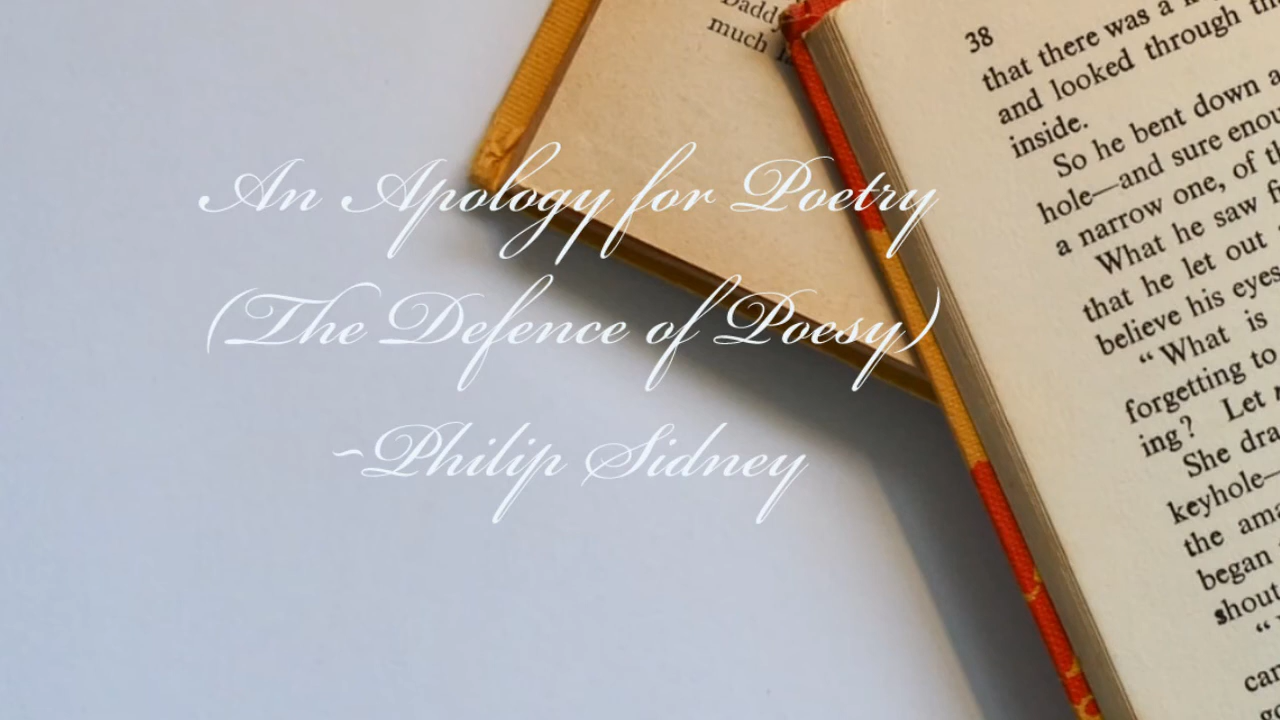 An Apology for Poetry
(The Defence of Poesy)
~Philip Sidney
much
38
that there was a
and looked through
inside.
So he bent down
hole—and sure
a narrow one, of
What he saw
that he let out
believe his eyes
“What is
forgetting to
ing? Let
She
keyhole—
the
began